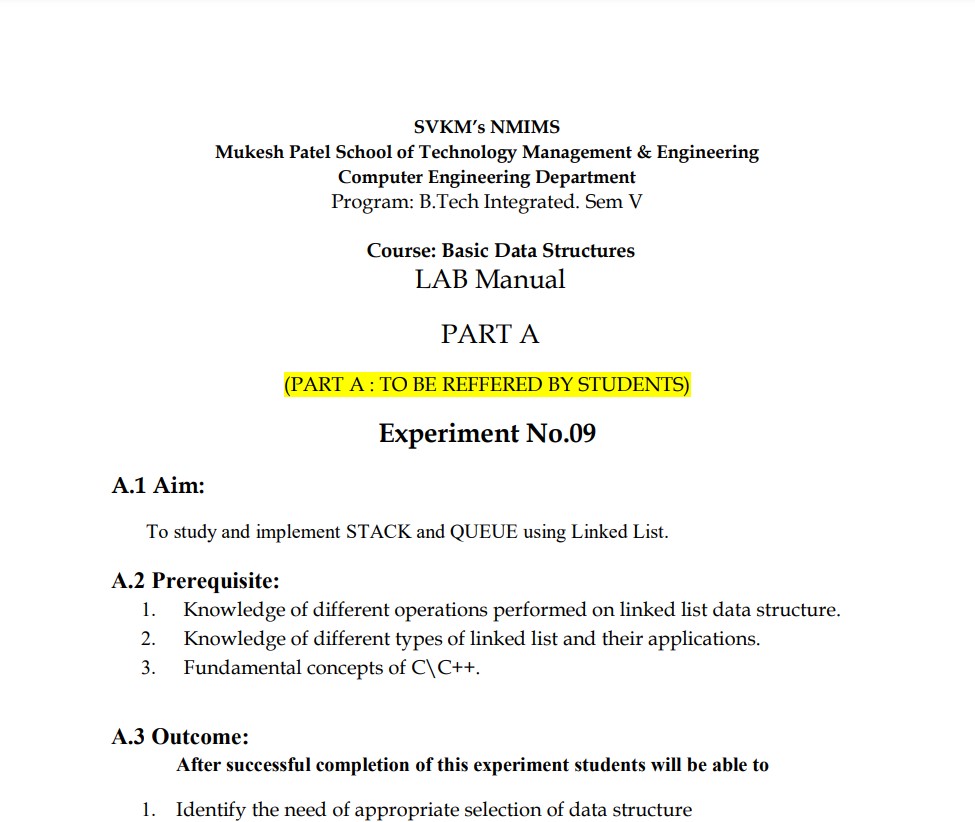 SVKM’s NMIMS
Mukesh Patel School of Technology Management & Engineering
Computer Engineering Department
Program: B.Tech Integrated. Sem V
Course: Basic Data Structures
LAB Manual
PART A
(PART A : TO BE REFFERED BY STUDENTS)
Experiment No.09
A.1 Aim:
To study and implement STACK and QUEUE using Linked List.
A.2 Prerequisite:
1. Knowledge of different operations performed on linked list data structure.
2. Knowledge of different types of linked list and their applications.
3. Fundamental concepts of C\C++.
A.3 Outcome:
After successful completion of this experiment students will be able to
1. Identify the need of appropriate selection of data structure